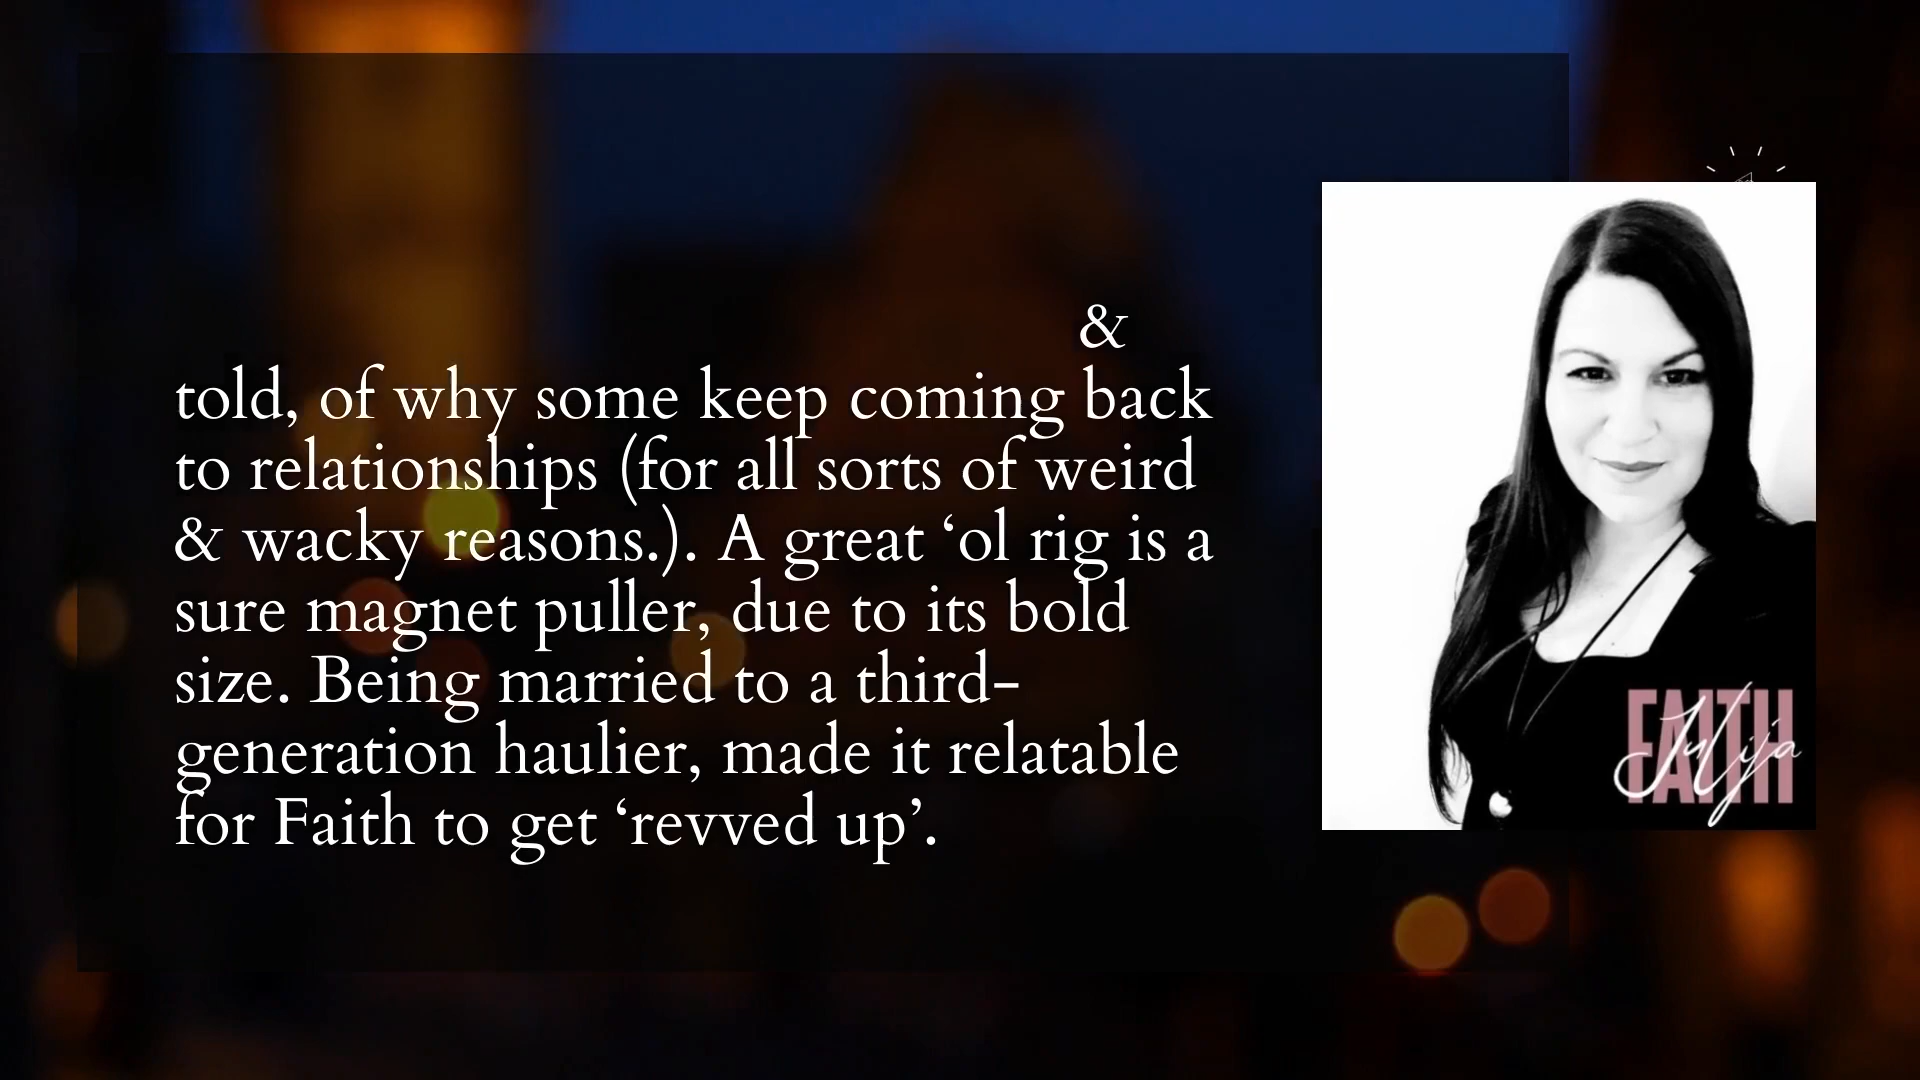 &
told, of why some keep coming back
to relationships (for all sorts of weird
& wacky reasons.). A great ‘ol rig is a
sure magnet puller, due to its bold
size. Being married to a third-
generation haulier, made it relatable
for Faith to get ‘revved up’.
FAITH
Julija